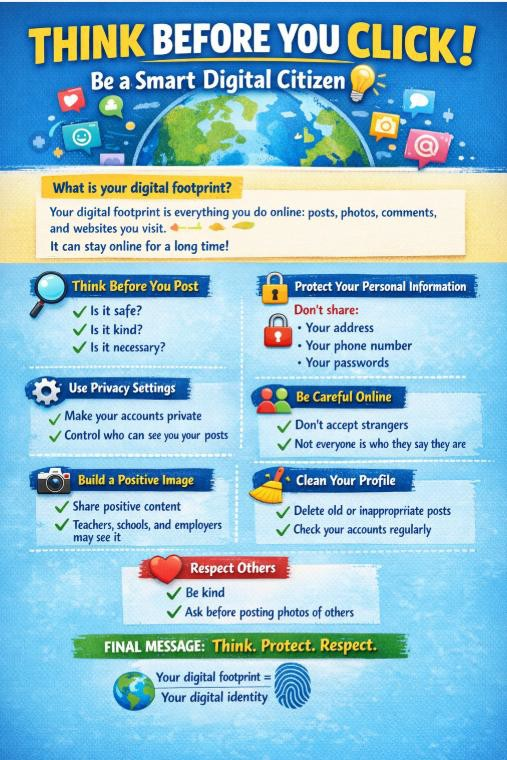 THINK BEFORE YOU CLICK!
Be a Smart Digital Citizen
What is your digital footprint?
Your digital footprint is everything you do online: posts, photos, comments,
and websites you visit.
It can stay online for a long time!
Think Before You Post
✓ Is it safe?
✓ Is it kind?
✓ Is it necessary?
Protect Your Personal Information
Don't share:
• Your address
• Your phone number
• Your passwords
Use Privacy Settings
✓ Make your accounts private
✓ Control who can see you your posts
Be Careful Online
✓ Don't accept strangers
✓ Not everyone is who they say they are
Build a Positive Image
✓ Share positive content
✓ Teachers, schools, and employers
may see it
Clean Your Profile
✓ Delete old or inappropriate posts
✓ Check your accounts regularly
Respect Others
✓ Be kind
✓ Ask before posting photos of others
FINAL MESSAGE: Think. Protect. Respect.
Your digital footprint =
Your digital identity